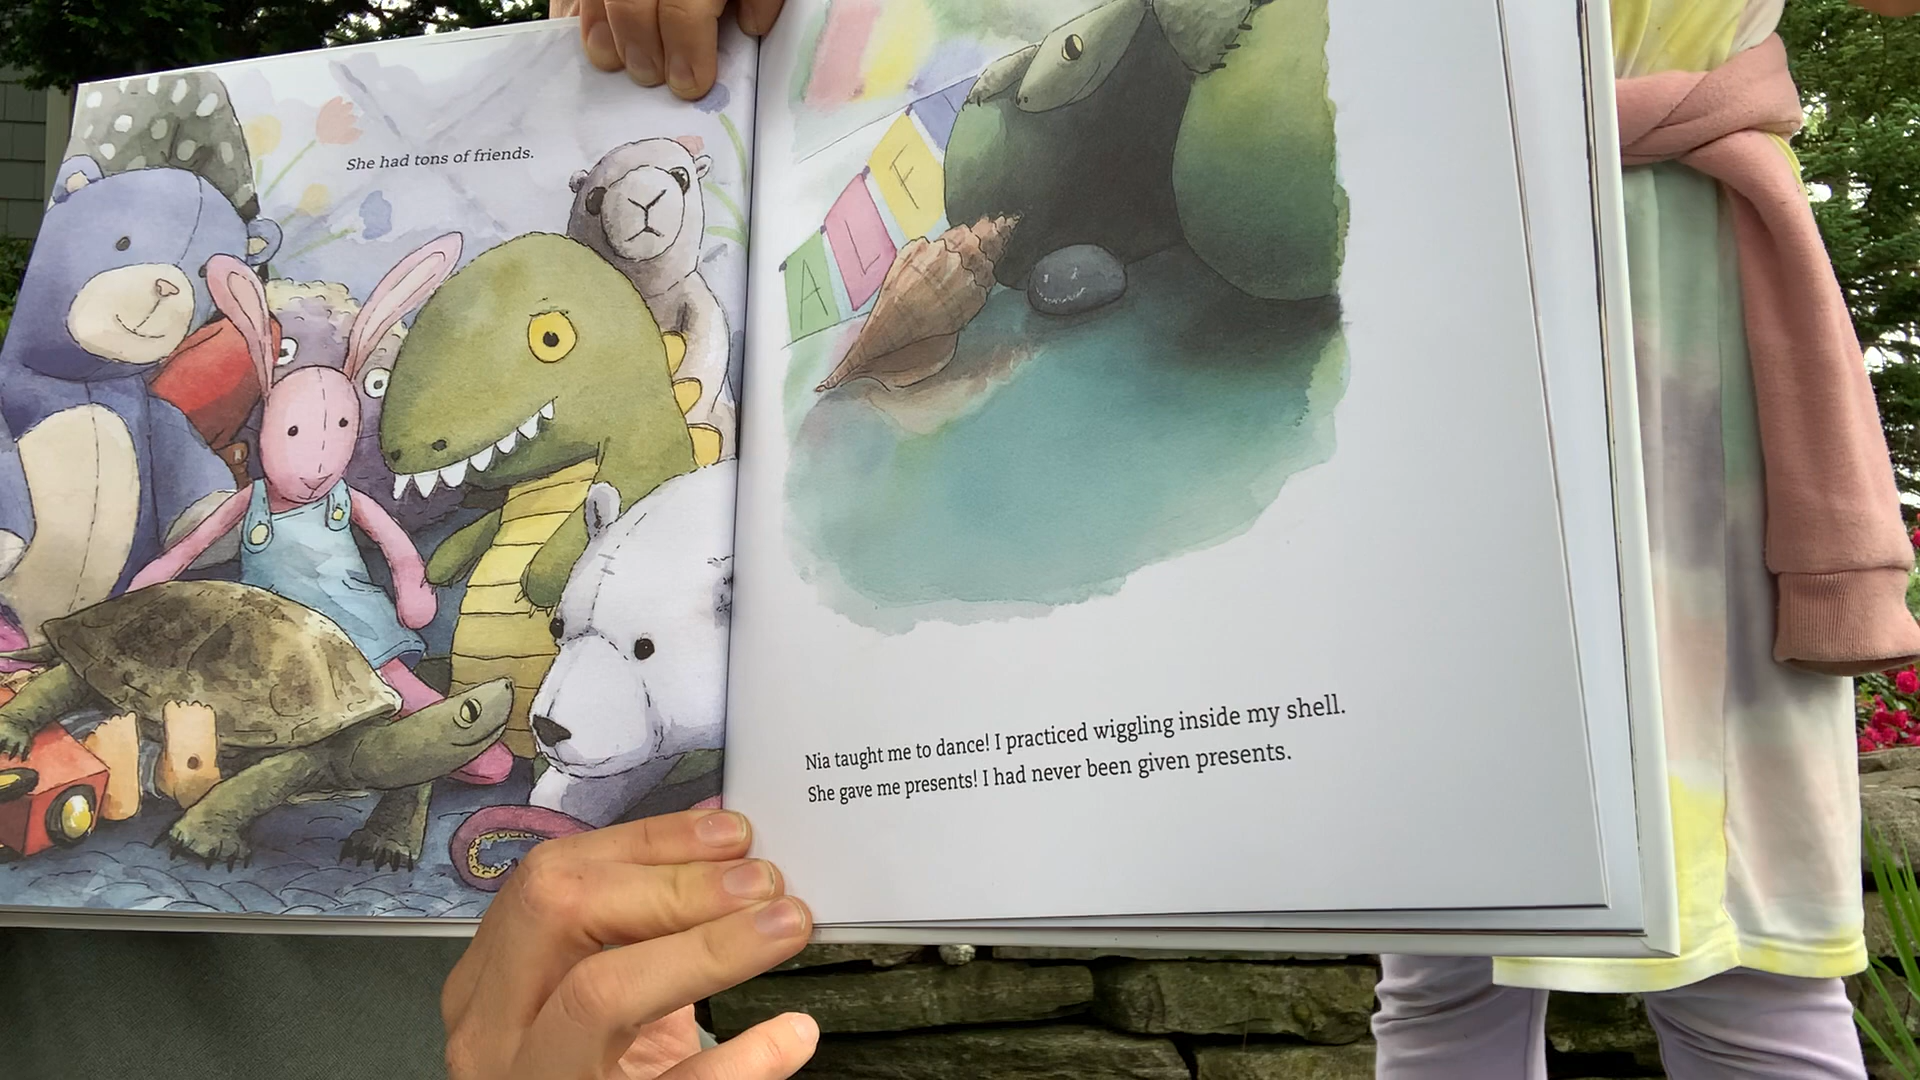 She had tons of friends.
A L F
Nia taught me to dance! I practiced wiggling inside my shell.
She gave me presents! I had never been given presents.